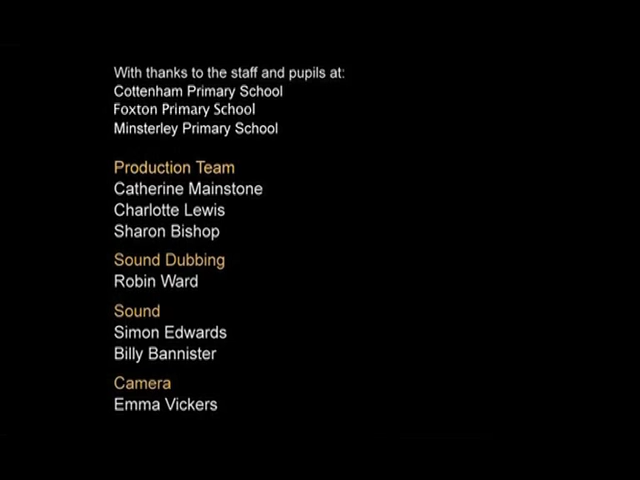 With thanks to the staff and pupils at:
Cottenham Primary School
Foxton Primary School
Minsterley Primary School
Production Team
Catherine Mainstone
Charlotte Lewis
Sharon Bishop
Sound Dubbing
Robin Ward
Sound
Simon Edwards
Billy Bannister
Camera
Emma Vickers